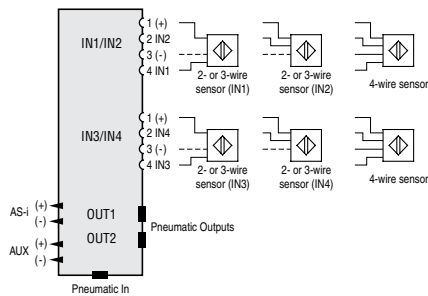 IN1/IN2
1 (+)
2 IN2
3 (-)
4 IN1
2- or 3-wire
sensor (IN1)
2- or 3-wire
sensor (IN2)
4-wire sensor
IN3/IN4
1 (+)
2 IN4
3 (-)
4 IN3
2- or 3-wire
sensor (IN3)
2- or 3-wire
sensor (IN4)
4-wire sensor
AS-i
(+)
(-)
AUX
(+)
(-)
OUT1
OUT2
Pneumatic Outputs
Pneumatic In